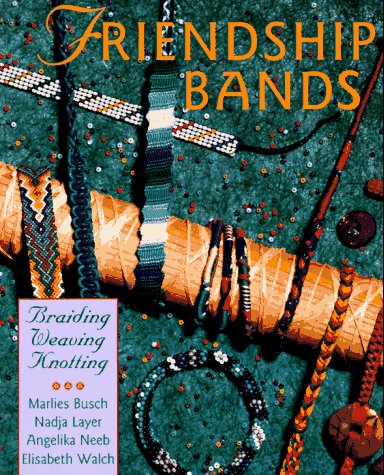 FRIENDSHIP
BANDS
Braiding
Weaving
Knotting
Marlies Busch
Nadja Layer
Angelika Neeb
Elisabeth Walch